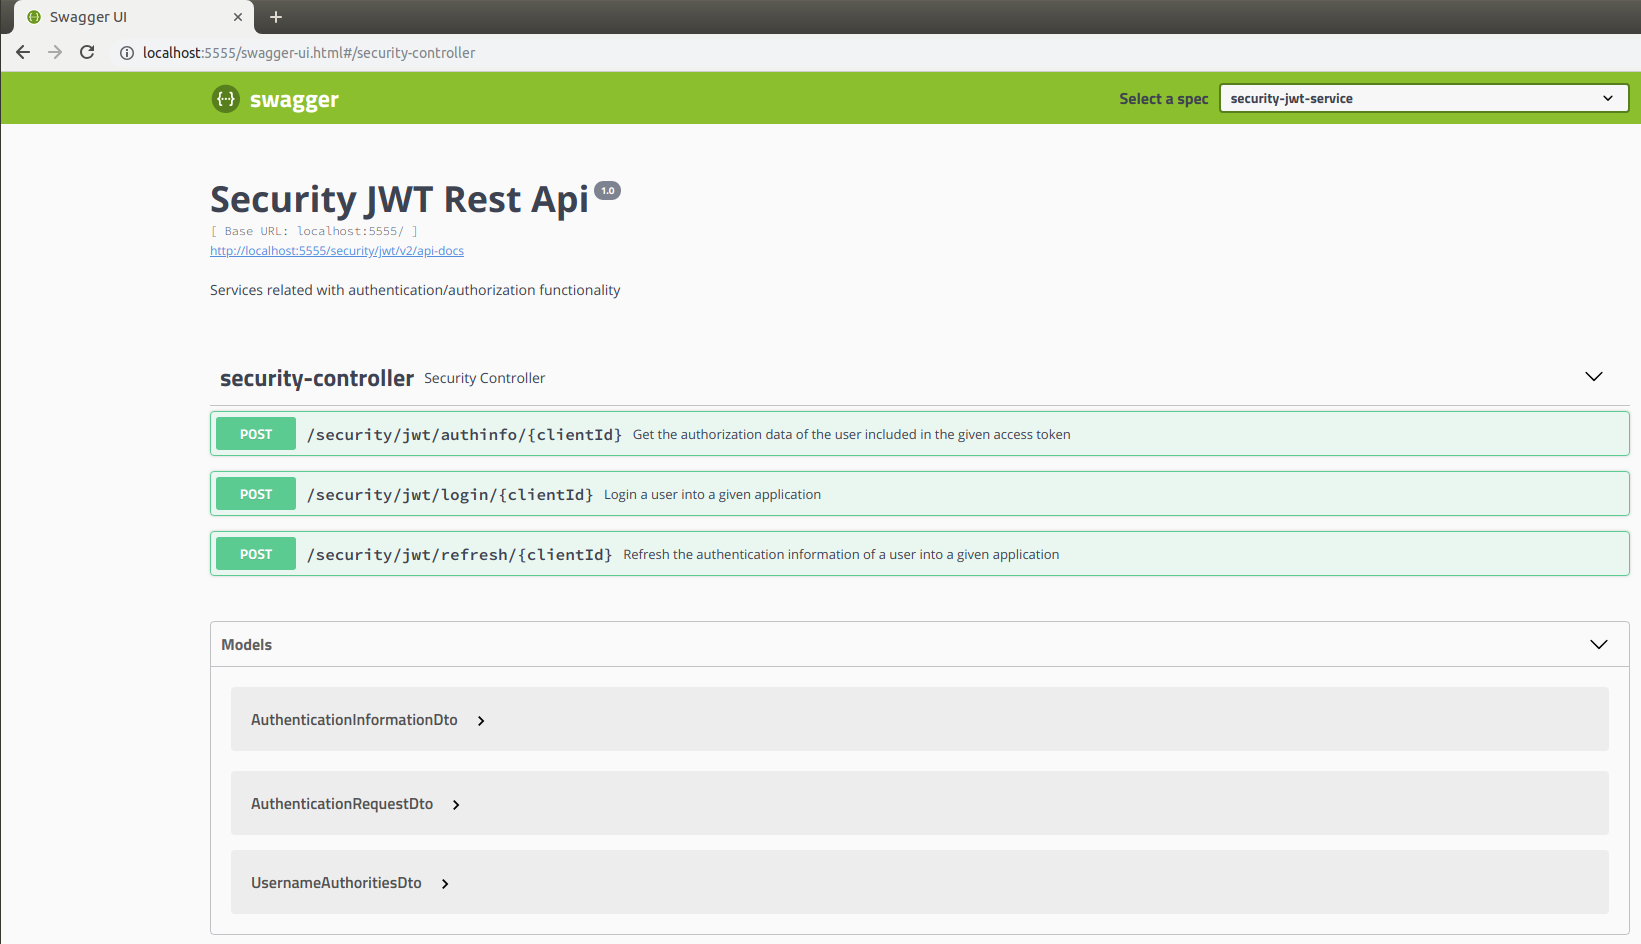 Swagger UI
localhost:5555/swagger-ui.html#/security-controller
{···} swagger
Select a spec security-jwt-service
Security JWT Rest Api 1.0
[ Base URL: localhost:5555/ ]
http://localhost:5555/security/jwt/v2/api-docs
Services related with authentication/authorization functionality
security-controller Security Controller
POST /security/jwt/authinfo/{clientId} Get the authorization data of the user included in the given access token
POST /security/jwt/login/{clientId} Login a user into a given application
POST /security/jwt/refresh/{clientId} Refresh the authentication information of a user into a given application
Models
AuthenticationInformationDto
AuthenticationRequestDto
UsernameAuthoritiesDto